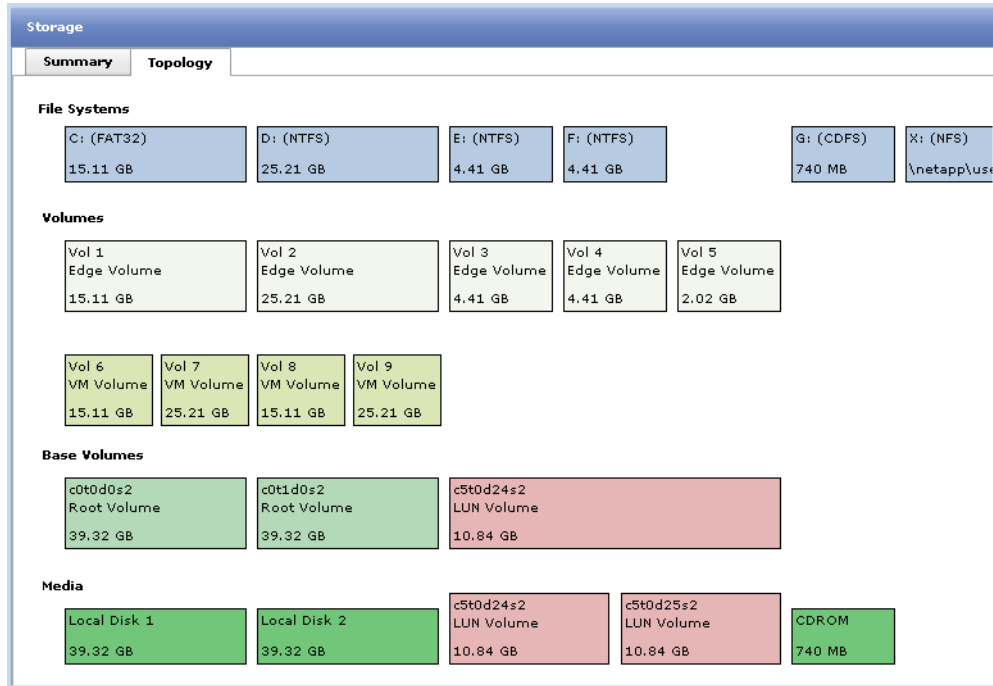 Storage
Summary Topology
File Systems
C: (FAT32) D: (NTFS) E: (NTFS) F: (NTFS) G: (CDFS) X: (NFS)
15.11 GB 25.21 GB 4.41 GB 4.41 GB 740 MB \netapp\use
Volumes
Vol 1 Vol 2 Vol 3 Vol 4 Vol 5
Edge Volume Edge Volume Edge Volume Edge Volume Edge Volume
15.11 GB 25.21 GB 4.41 GB 4.41 GB 2.02 GB
Vol 6 Vol 7 Vol 8 Vol 9
VM Volume VM Volume VM Volume VM Volume
15.11 GB 25.21 GB 15.11 GB 25.21 GB
Base Volumes
c0t0d0s2 c0t1d0s2 c5t0d24s2
Root Volume Root Volume LUN Volume
39.32 GB 39.32 GB 10.84 GB
Media
c5t0d24s2 c5t0d25s2
Local Disk 1 Local Disk 2 LUN Volume LUN Volume CDROM
39.32 GB 39.32 GB 10.84 GB 10.84 GB 740 MB